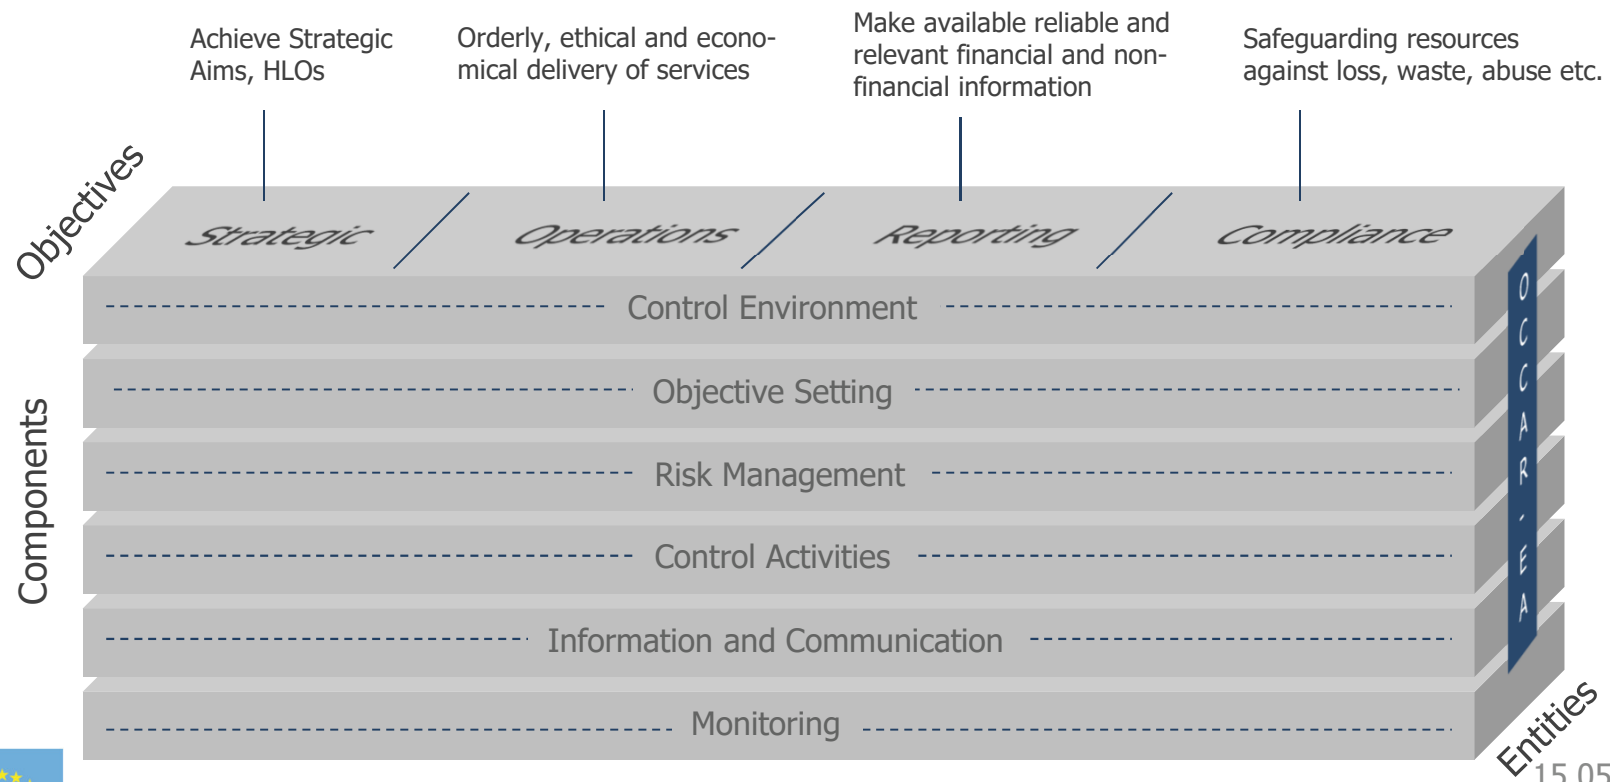 Achieve Strategic
Aims, HLOs
Orderly, ethical and econo-
mical delivery of services
Make available reliable and
relevant financial and non-
financial information
Safeguarding resources
against loss, waste, abuse etc.
Objectives
Strategic
Operations
Reporting
Compliance
Components
Control Environment
Objective Setting
Risk Management
Control Activities
Information and Communication
Monitoring
OCCAR-EA
Entities
15.05